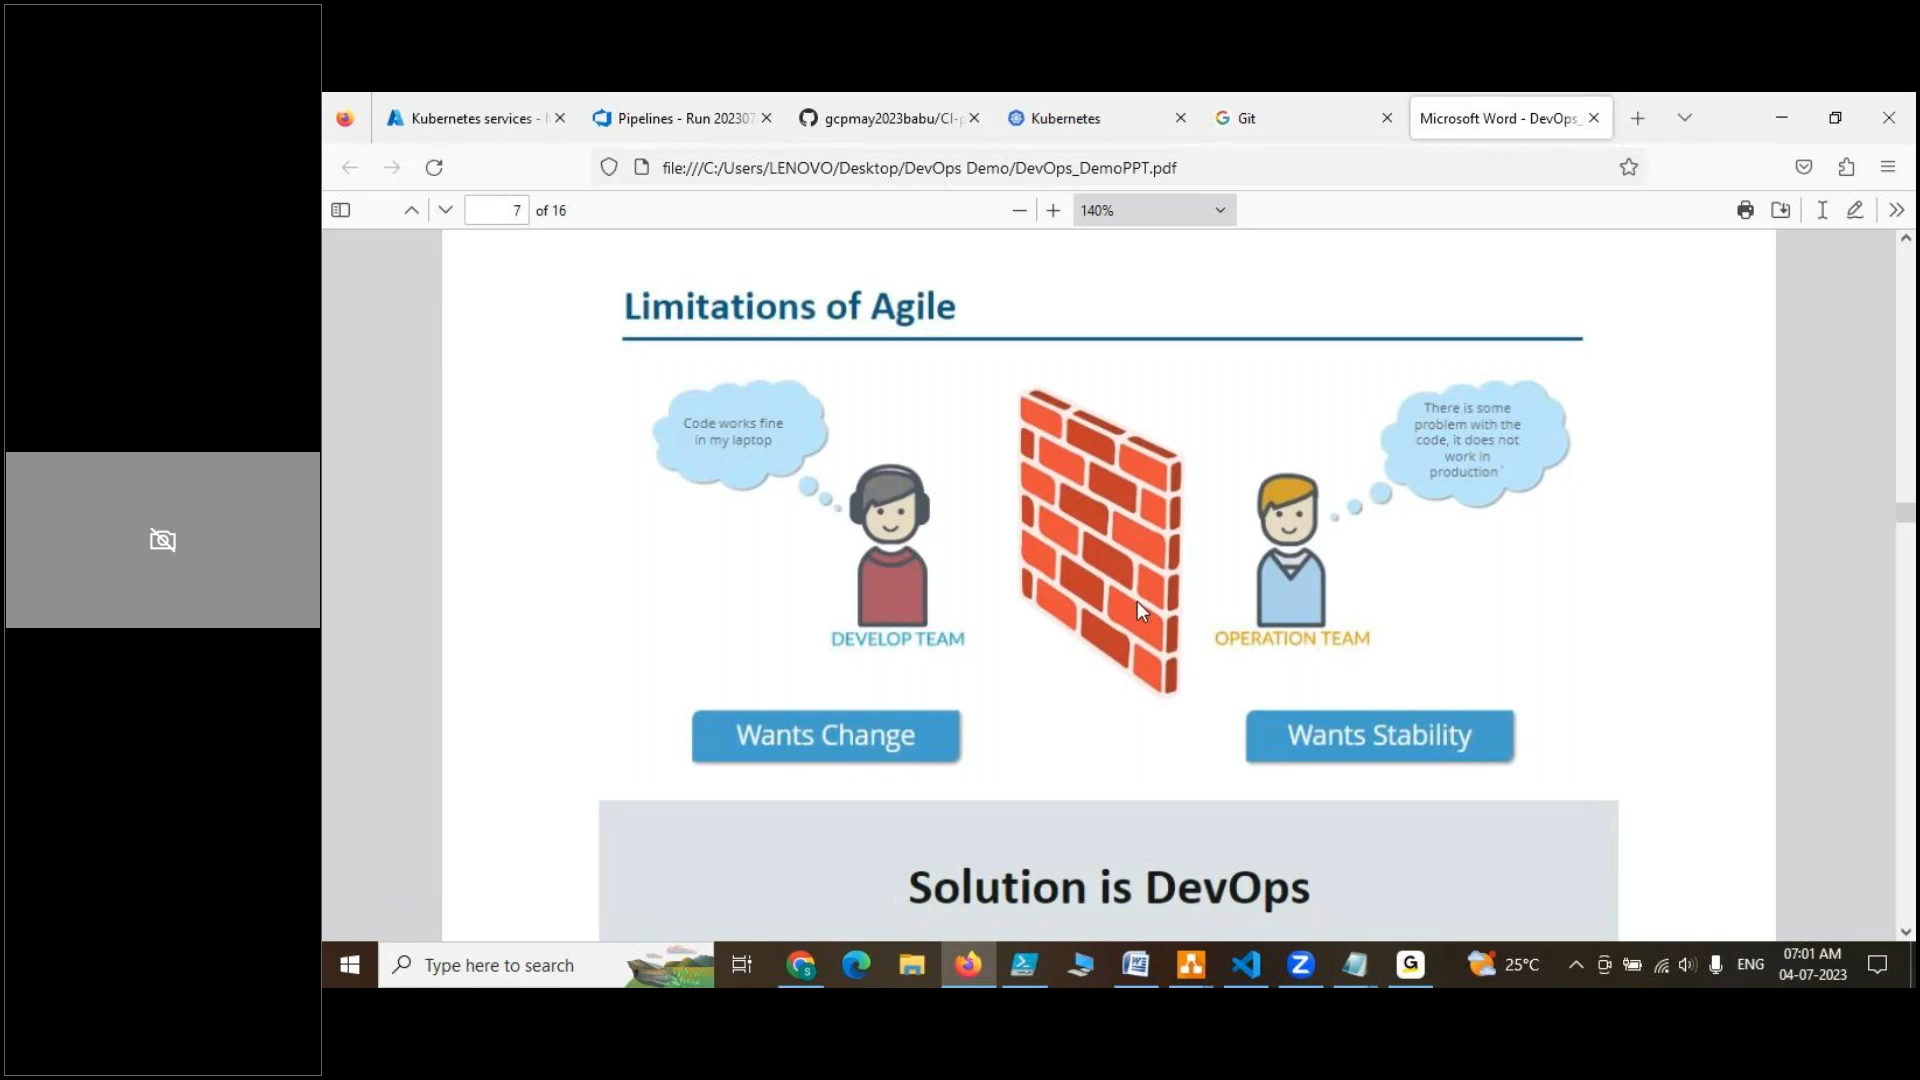 Kubernetes services -
Pipelines - Run 202307
gcpmay2023babu/CI-p
Kubernetes
Git
Microsoft Word - DevOps_
file:///C:/Users/LENOVO/Desktop/DevOps Demo/DevOps_DemoPPT.pdf
7 of 16
140%
Limitations of Agile
Code works fine
in my laptop
There is some
problem with the
code, it does not
work in
production
DEVELOP TEAM
OPERATION TEAM
Wants Change
Wants Stability
Solution is DevOps
Type here to search
25°C
ENG
07:01 AM
04-07-2023